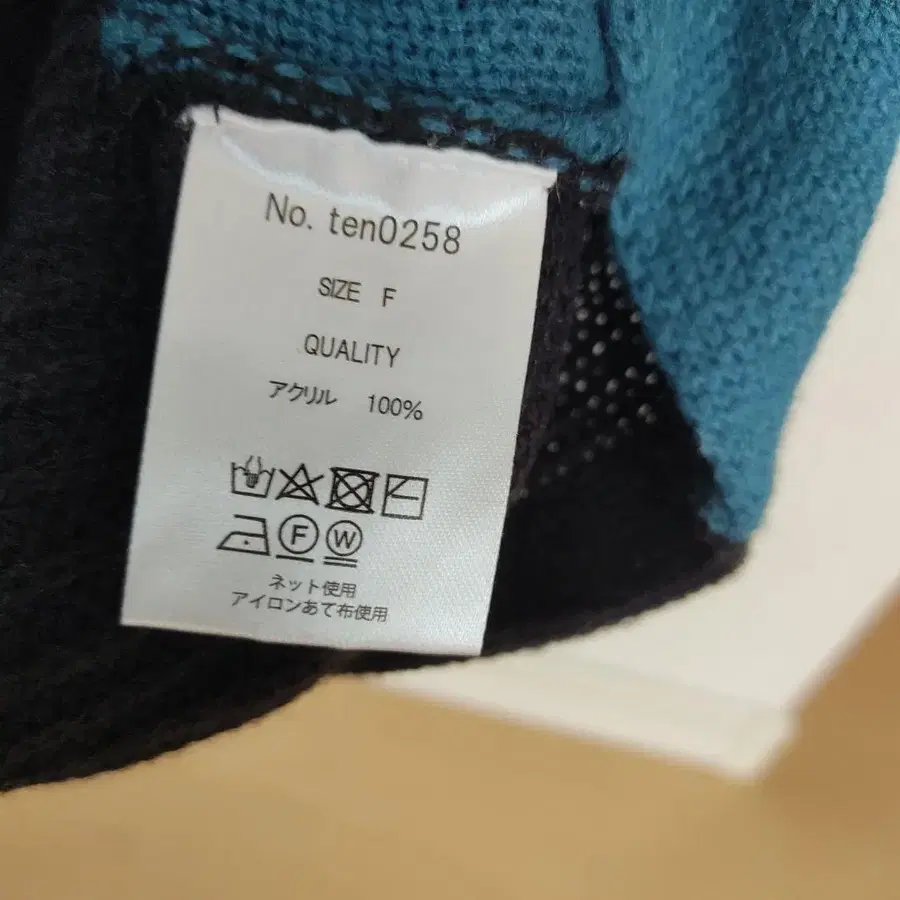 No. ten0258
SIZE F
QUALITY
アクリル 100%
F W
ネット使用
アイロンあて布使用